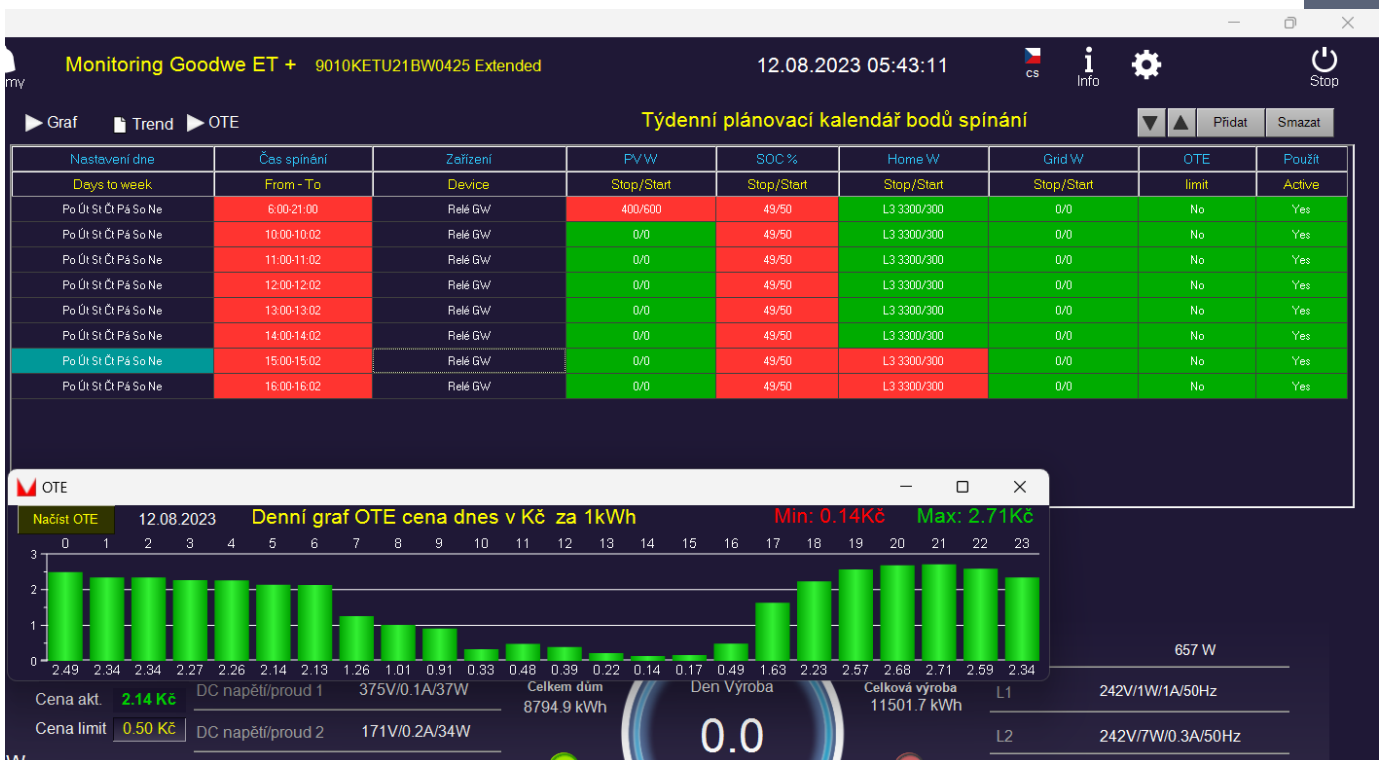 Monitoring Goodwe ET + 9010KETU21BW0425 Extended 12.08.2023 05:43:11 cs Info Stop
my
Graf Trend OTE Týdenní plánovací kalendář bodů spínání Přidat Smazat
Nastavení dne Čas spínání Zařízení PV W SOC % Home W Grid W OTE Použít
Days to week From - To Device Stop/Start Stop/Start Stop/Start Stop/Start limit Active
Po Út St Čt Pá So Ne 6:00-21:00 Relé GW 400/600 49/50 L3 3300/300 0/0 No Yes
Po Út St Čt Pá So Ne 10:00-10:02 Relé GW 0/0 49/50 L3 3300/300 0/0 No Yes
Po Út St Čt Pá So Ne 11:00-11:02 Relé GW 0/0 49/50 L3 3300/300 0/0 No Yes
Po Út St Čt Pá So Ne 12:00-12:02 Relé GW 0/0 49/50 L3 3300/300 0/0 No Yes
Po Út St Čt Pá So Ne 13:00-13:02 Relé GW 0/0 49/50 L3 3300/300 0/0 No Yes
Po Út St Čt Pá So Ne 14:00-14:02 Relé GW 0/0 49/50 L3 3300/300 0/0 No Yes
Po Út St Čt Pá So Ne 15:00-15:02 Relé GW 0/0 49/50 L3 3300/300 0/0 No Yes
Po Út St Čt Pá So Ne 16:00-16:02 Relé GW 0/0 49/50 L3 3300/300 0/0 No Yes
OTE
Načíst OTE 12.08.2023 Denní graf OTE cena dnes v Kč za 1kWh Min: 0.14Kč Max: 2.71Kč
0 1 2 3 4 5 6 7 8 9 10 11 12 13 14 15 16 17 18 19 20 21 22 23
3
2
1
0
2.49 2.34 2.34 2.27 2.26 2.14 2.13 1.26 1.01 0.91 0.33 0.48 0.39 0.22 0.14 0.17 0.49 1.63 2.23 2.57 2.68 2.71 2.59 2.34
657 W
Cena akt. 2.14 Kč DC napětí/proud 1 375V/0.1A/37W Celkem dům Den Výroba Celková výroba L1 242V/1W/1A/50Hz
8794.9 kWh 11501.7 kWh
Cena limit 0.50 Kč DC napětí/proud 2 171V/0.2A/34W 0.0 L2 242V/7W/0.3A/50Hz